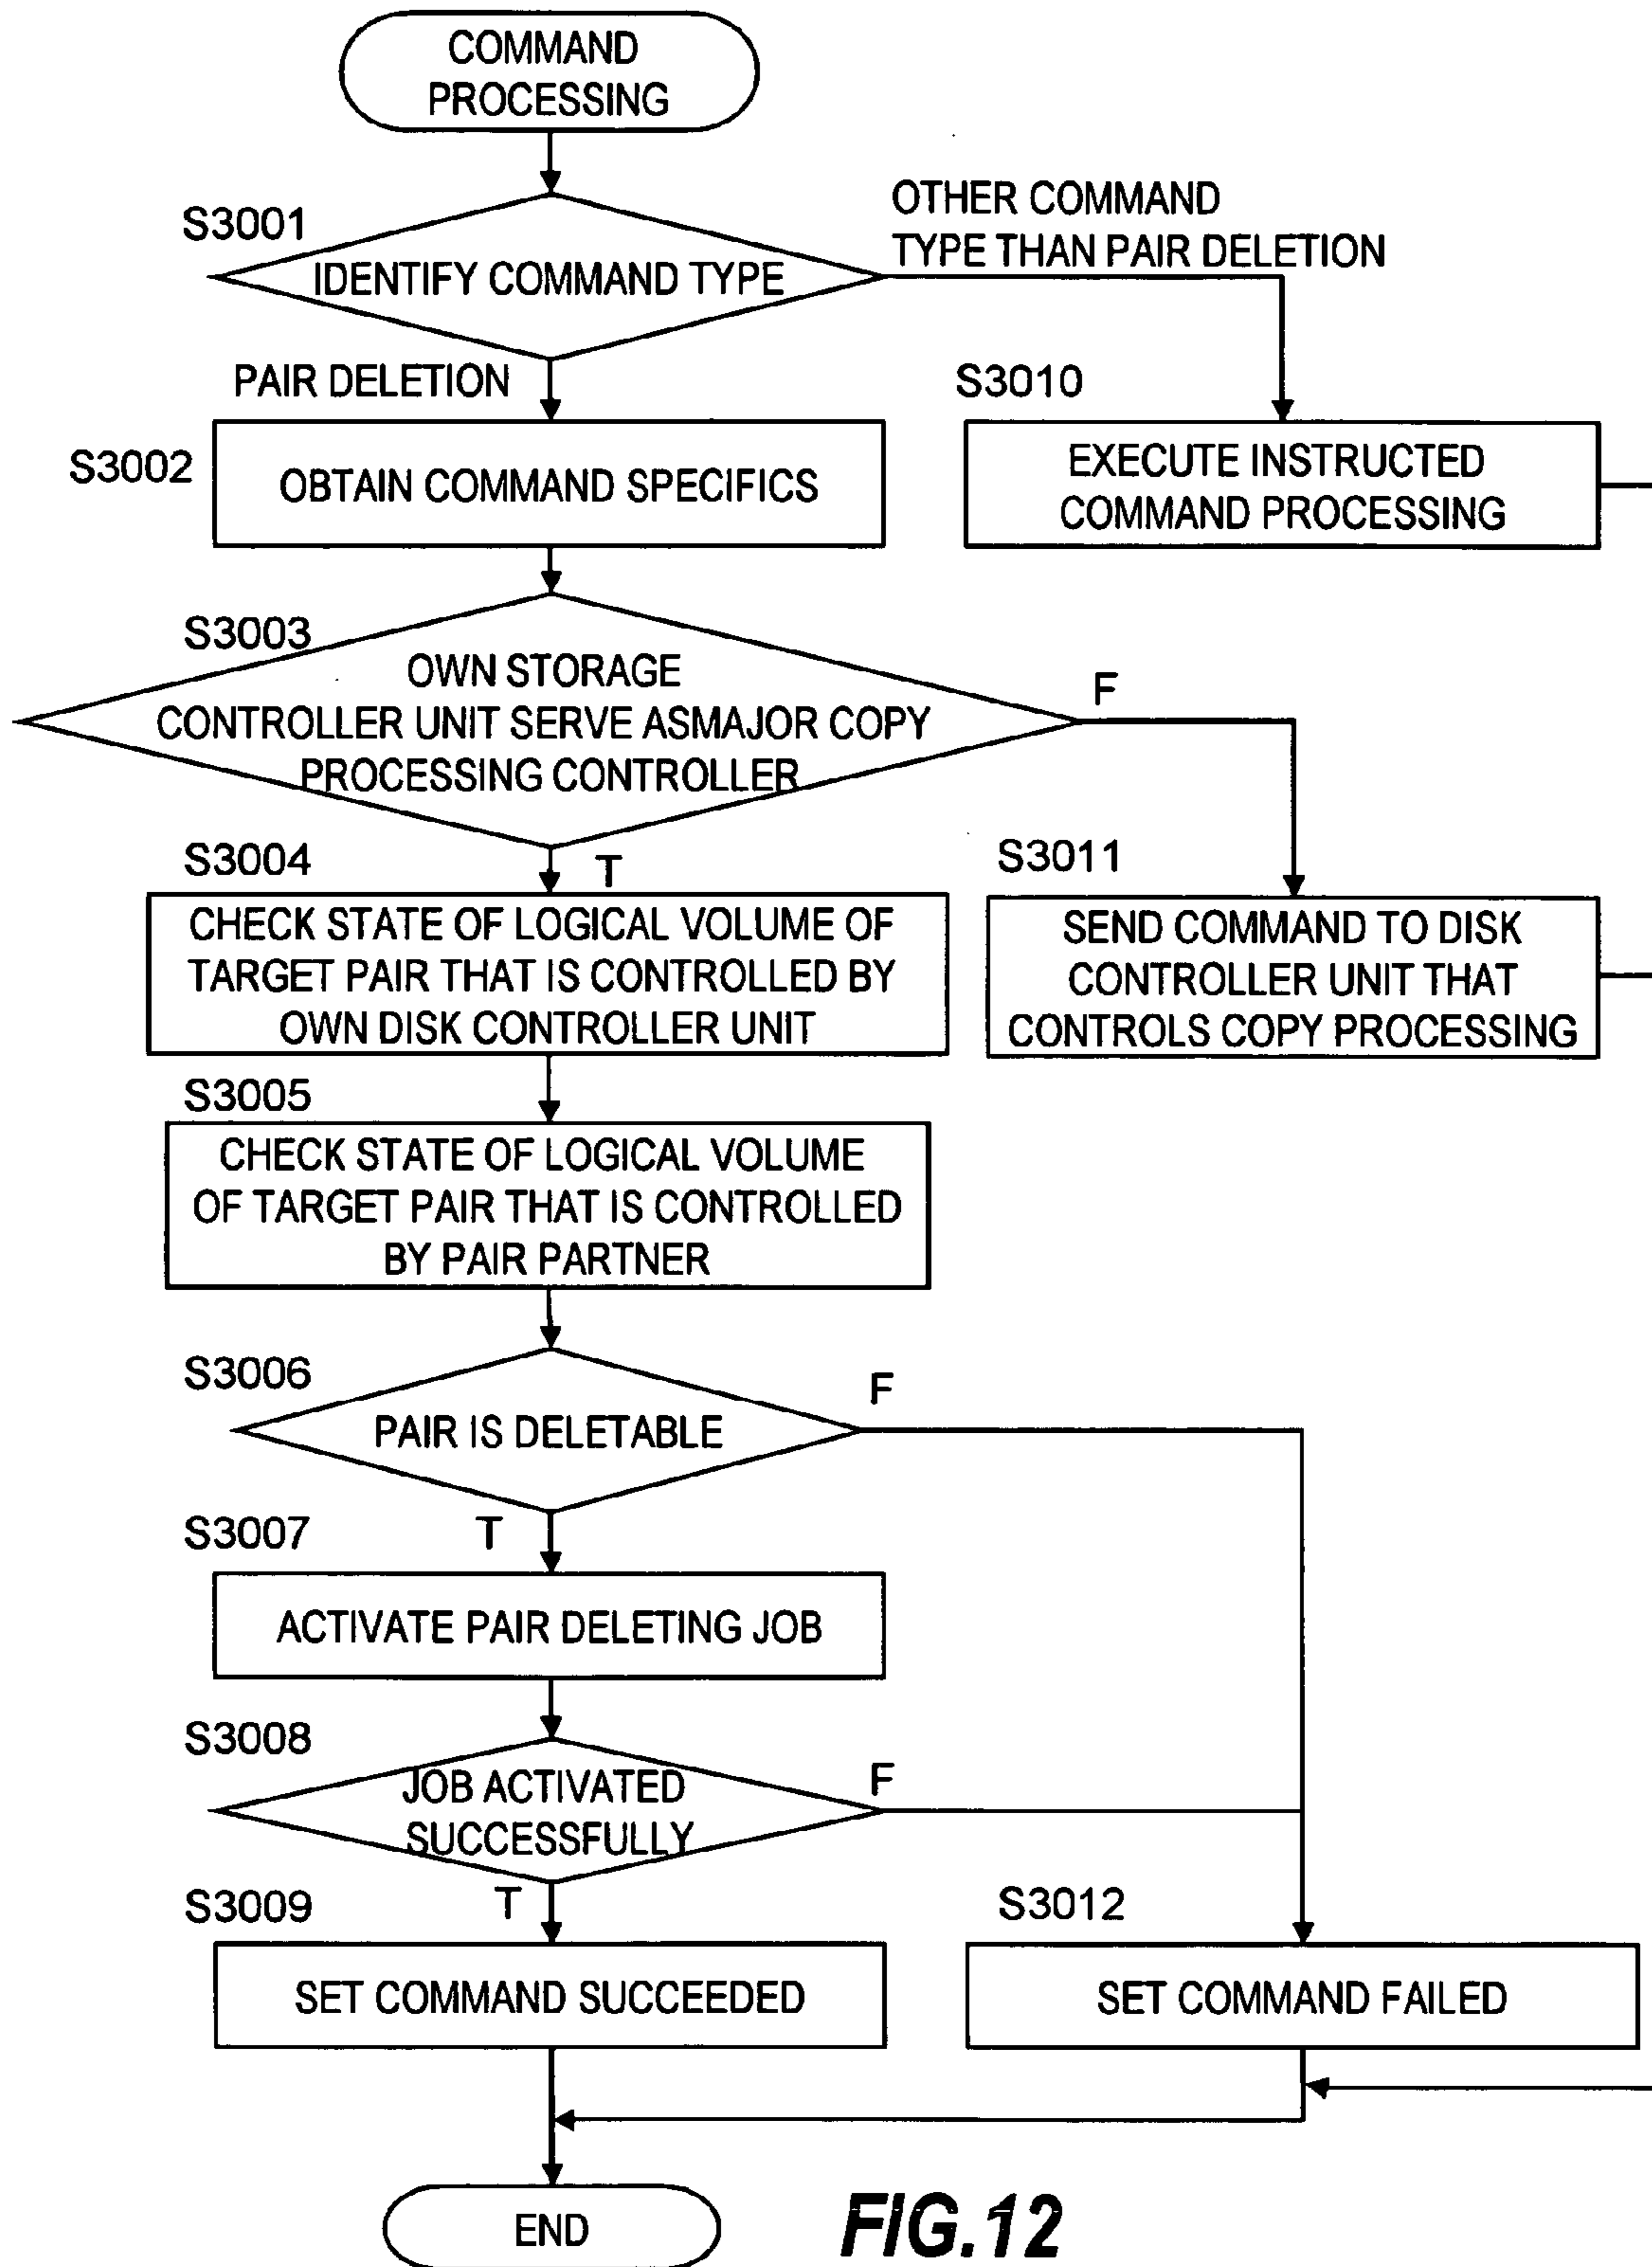 COMMAND
PROCESSING
S3001
IDENTIFY COMMAND TYPE
OTHER COMMAND
TYPE THAN PAIR DELETION
PAIR DELETION
S3010
EXECUTE INSTRUCTED
COMMAND PROCESSING
S3002
OBTAIN COMMAND SPECIFICS
S3003
OWN STORAGE
CONTROLLER UNIT SERVE ASMAJOR COPY
PROCESSING CONTROLLER
F
T
S3004
CHECK STATE OF LOGICAL VOLUME OF
TARGET PAIR THAT IS CONTROLLED BY
OWN DISK CONTROLLER UNIT
S3011
SEND COMMAND TO DISK
CONTROLLER UNIT THAT
CONTROLS COPY PROCESSING
S3005
CHECK STATE OF LOGICAL VOLUME
OF TARGET PAIR THAT IS CONTROLLED
BY PAIR PARTNER
S3006
PAIR IS DELETABLE
F
T
S3007
ACTIVATE PAIR DELETING JOB
S3008
JOB ACTIVATED
SUCCESSFULLY
F
T
S3009
SET COMMAND SUCCEEDED
S3012
SET COMMAND FAILED
END
FIG.12